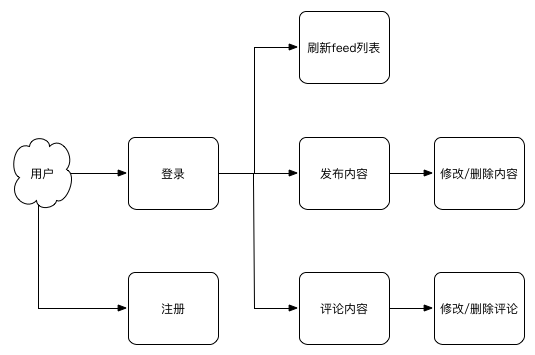 刷新feed列表
用户
登录
发布内容
修改/删除内容
注册
评论内容
修改/删除评论